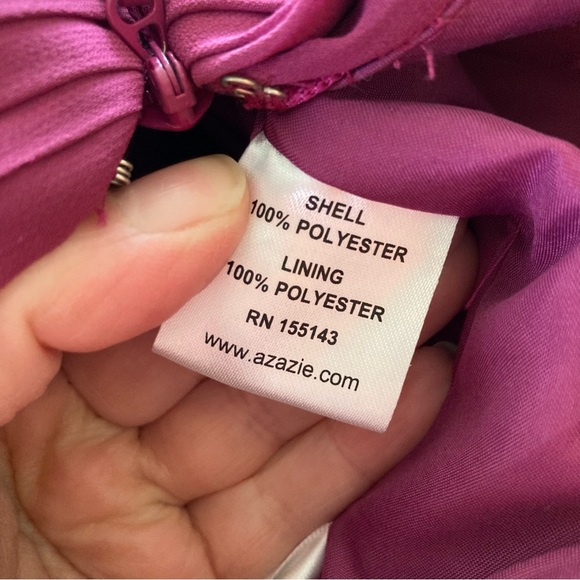 SHELL
100% POLYESTER
LINING
100% POLYESTER
RN 155143
www.azazie.com